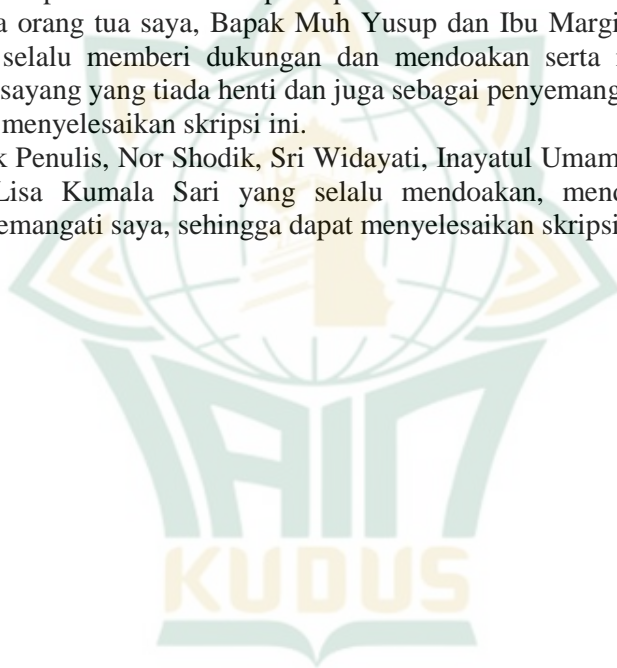 a orang tua saya, Bapak Muh Yusup dan Ibu Margi
selalu memberi dukungan dan mendoakan serta
sayang yang tiada henti dan juga sebagai penyemang
menyelesaikan skripsi ini.
k Penulis, Nor Shodik, Sri Widayati, Inayatul Umam
Lisa Kumala Sari yang selalu mendoakan, mend
emangati saya, sehingga dapat menyelesaikan skripsi
IAIN
KUDUS